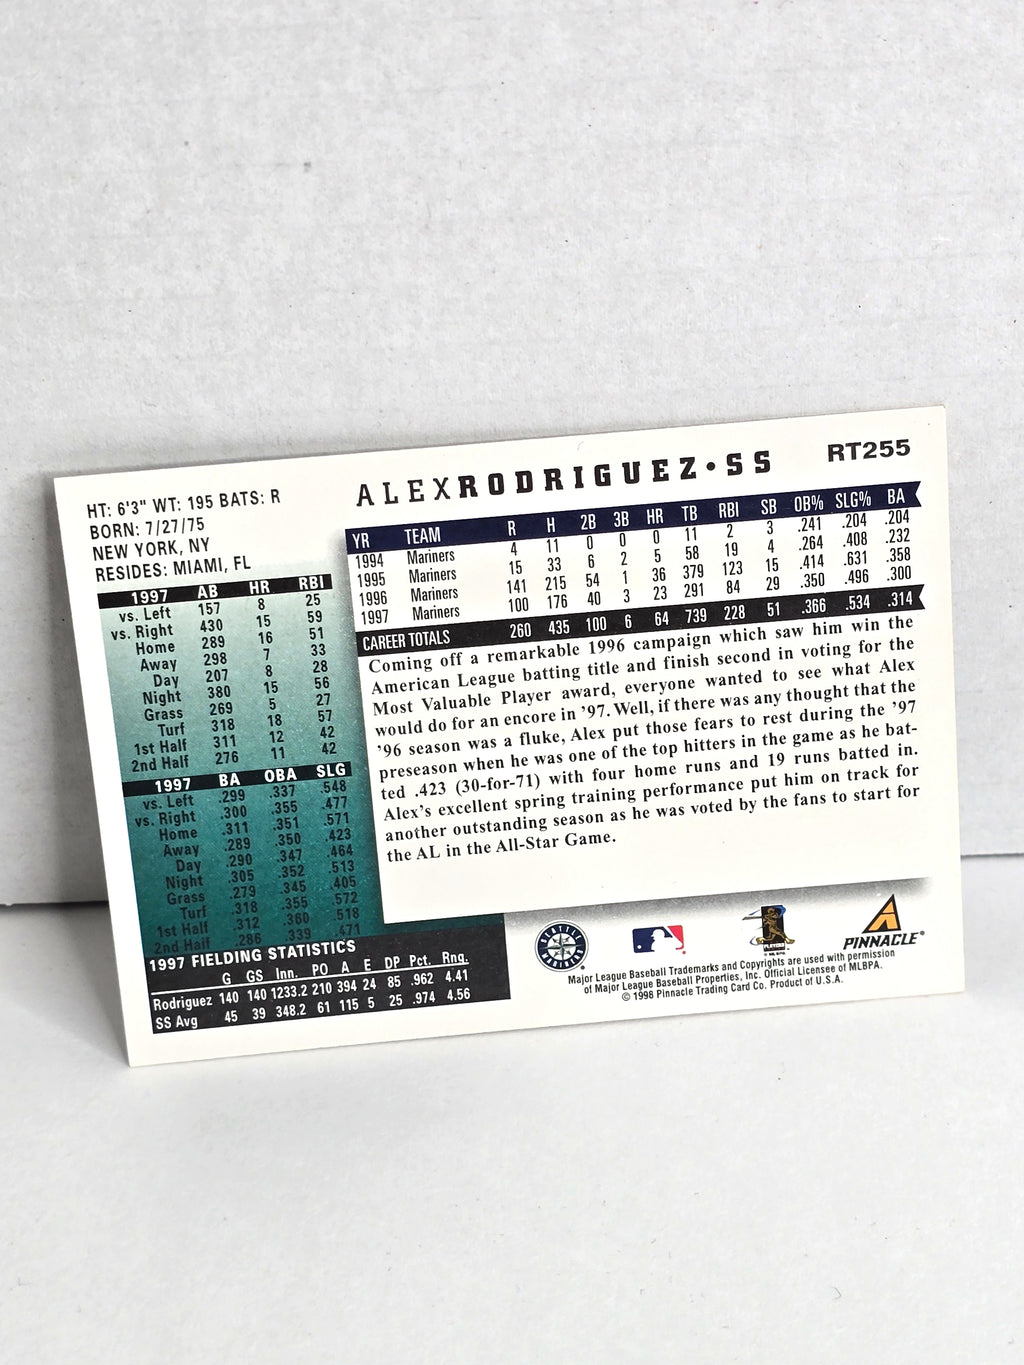 HT: 6'3" WT: 195 BATS: R
BORN: 7/27/75
NEW YORK, NY
RESIDES: MIAMI, FL
ALEXRODRIGUEZ•SS
RT255
1997 AB HR RBI
vs. Left 157 8 25
vs. Right 430 15 59
Home 289 16 51
Away 298 7 33
Day 207 8 28
Night 380 15 56
Grass 269 5 27
Turf 318 18 57
1st Half 311 12 42
2nd Half 276 11 42
1997 BA OBA SLG
vs. Left .299 .337 .548
vs. Right .300 .355 .477
Home .311 .351 .571
Away .289 .350 .423
Day .290 .347 .464
Night .305 .352 .513
Grass .279 .345 .405
Turf .318 .355 .572
1st Half .312 .360 .518
2nd Half .286 .339 .471
1997 FIELDING STATISTICS
G GS Inn. PO A E DP Pct. Rng.
Rodriguez 140 140 1233.2 210 394 24 85 .962 4.41
SS Avg 45 39 348.2 61 115 5 25 .974 4.56
YR TEAM R H 2B 3B HR TB RBI SB OB% SLG% BA
1994 Mariners 4 11 0 0 0 11 2 3 .241 .204 .204
1995 Mariners 15 33 6 2 5 58 19 4 .264 .408 .232
1996 Mariners 141 215 54 1 36 379 123 15 .414 .631 .358
1997 Mariners 100 176 40 3 23 291 84 29 .350 .496 .300
CAREER TOTALS 260 435 100 6 64 739 228 51 .366 .534 .314
Coming off a remarkable 1996 campaign which saw him win the
American League batting title and finish second in voting for the
Most Valuable Player award, everyone wanted to see what Alex
would do for an encore in '97. Well, if there was any thought that the
'96 season was a fluke, Alex put those fears to rest during the '97
preseason when he was one of the top hitters in the game as he bat-
ted .423 (30-for-71) with four home runs and 19 runs batted in.
Alex's excellent spring training performance put him on track for
another outstanding season as he was voted by the fans to start for
the AL in the All-Star Game.
SEATTLE
MARINERS
PLAYERS
PINNACLE®
Major League Baseball Trademarks and Copyrights are used with permission
of Major League Baseball Properties, Inc. Official Licensee of MLBPA.
© 1998 Pinnacle Trading Card Co. Product of U.S.A.